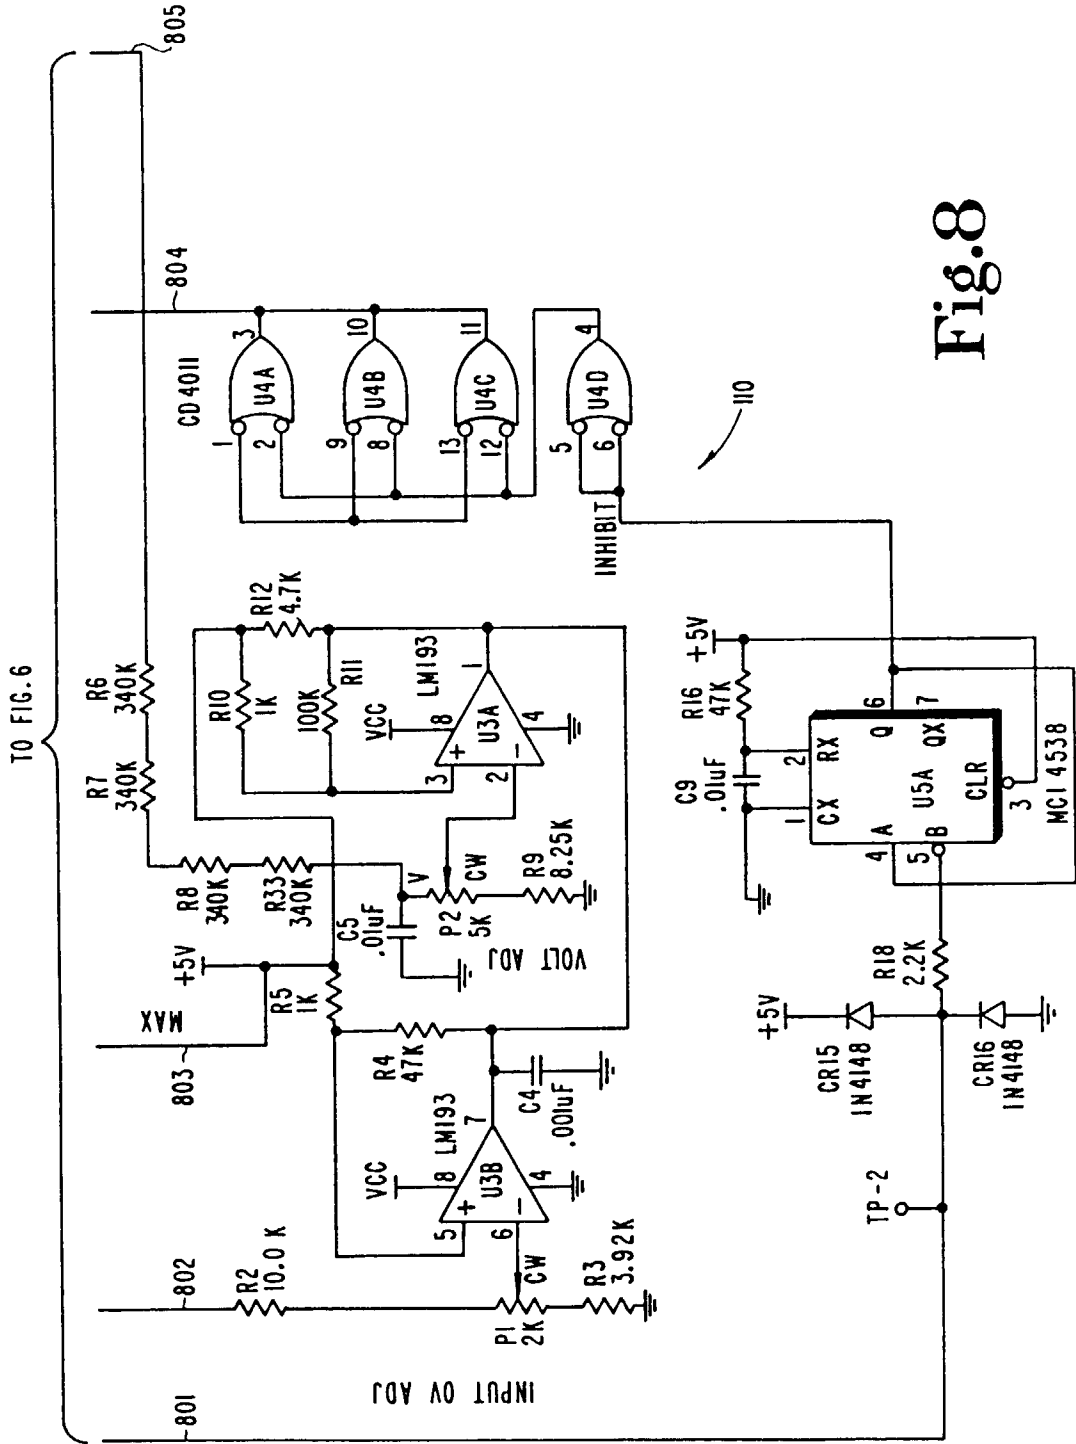 TO FIG. 6
801
802
803
804
805
INPUT OV ADJ
R2
10.0 K
P1
2K
CW
R3
3.92K
MAX
+5V
R5
1K
R4
47K
VCC
8
LM193
5
+
U3B
7
6
-
4
C4
.001uF
R6
340K
R7
340K
R8
340K
R33
340K
C5
.01uF
V
P2
5K
CW
VOLT ADJ
R9
8.25K
R10
1K
R12
4.7K
100K
R11
VCC
8
LM193
3
+
U3A
1
2
-
4
CD4011
1
2
U4A
3
9
8
U4B
10
13
12
U4C
11
5
6
U4D
4
INHIBIT
110
TP-2
+5V
CR15
1N4148
CR16
1N4148
R18
2.2K
C9
.01uF
R16
47K
+5V
1
2
CX
RX
4
A
Q
6
U5A
5
B
QX
7
CLR
3
MC14538
Fig.8